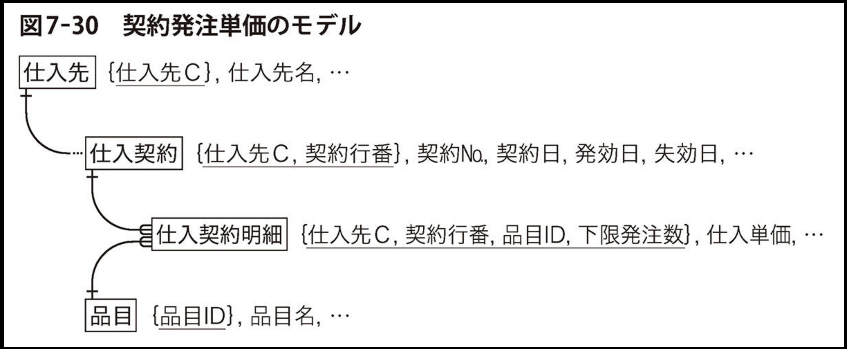 図7-30 契約発注単価のモデル
仕入先 {仕入先C}, 仕入先名, …
仕入契約 {仕入先C, 契約行番}, 契約№, 契約日, 発効日, 失効日, …
仕入契約明細 {仕入先C, 契約行番, 品目ID, 下限発注数}, 仕入単価, …
品目 {品目ID}, 品目名, …